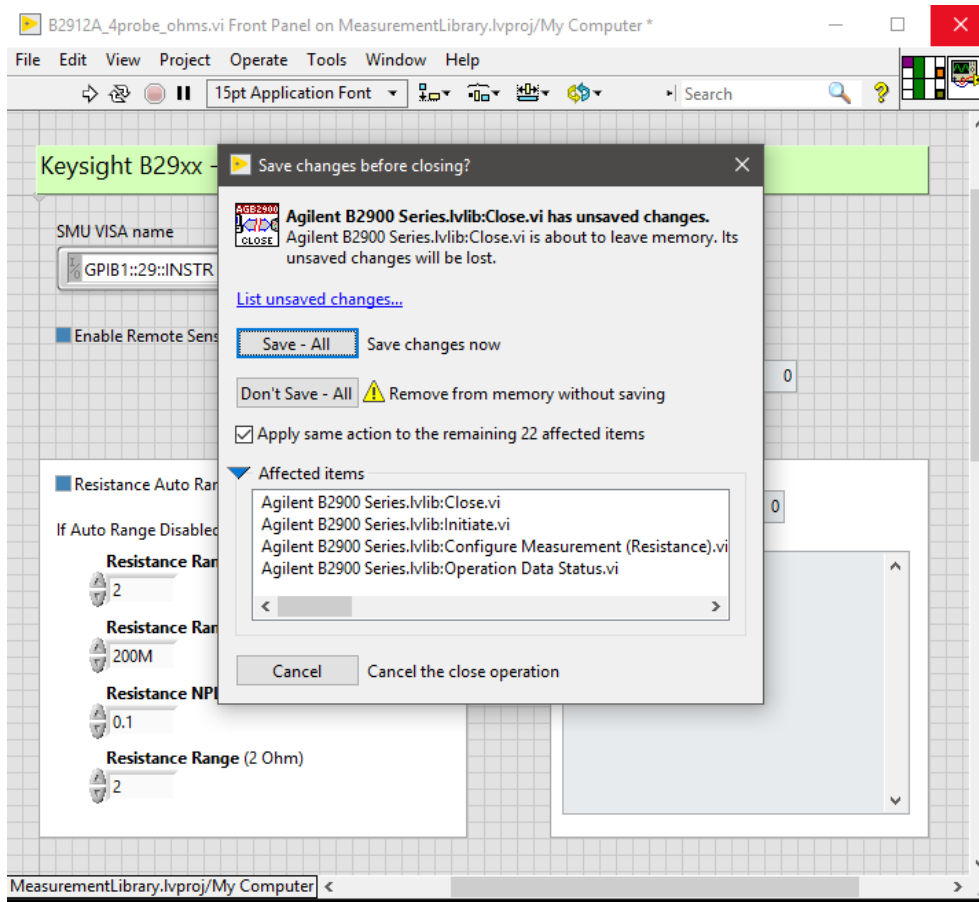 B2912A_4probe_ohms.vi Front Panel on MeasurementLibrary.lvproj/My Computer *
File Edit View Project Operate Tools Window Help
15pt Application Font Search
Keysight B29xx -
Save changes before closing?
AGB2900
CLOSE
Agilent B2900 Series.lvlib:Close.vi has unsaved changes.
Agilent B2900 Series.lvlib:Close.vi is about to leave memory. Its
unsaved changes will be lost.
SMU VISA name
GPIB1::29::INSTR
List unsaved changes...
Enable Remote Sens
Save - All Save changes now
0
Don't Save - All Remove from memory without saving
Apply same action to the remaining 22 affected items
Affected items
Resistance Auto Ran
Agilent B2900 Series.lvlib:Close.vi
Agilent B2900 Series.lvlib:Initiate.vi
Agilent B2900 Series.lvlib:Configure Measurement (Resistance).vi
Agilent B2900 Series.lvlib:Operation Data Status.vi
0
If Auto Range Disabled
Resistance Ran
2
Resistance Ran
200M
Cancel Cancel the close operation
Resistance NPL
0.1
Resistance Range (2 Ohm)
2
MeasurementLibrary.lvproj/My Computer